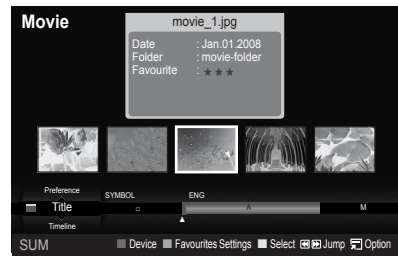 Movie
movie_1.jpg
Date : Jan.01.2008
Folder : movie-folder
Favourite : ★ ★ ★
Preference
SYMBOL ENG
Title A M
Timeline
SUM Device Favourites Settings Select Jump Option